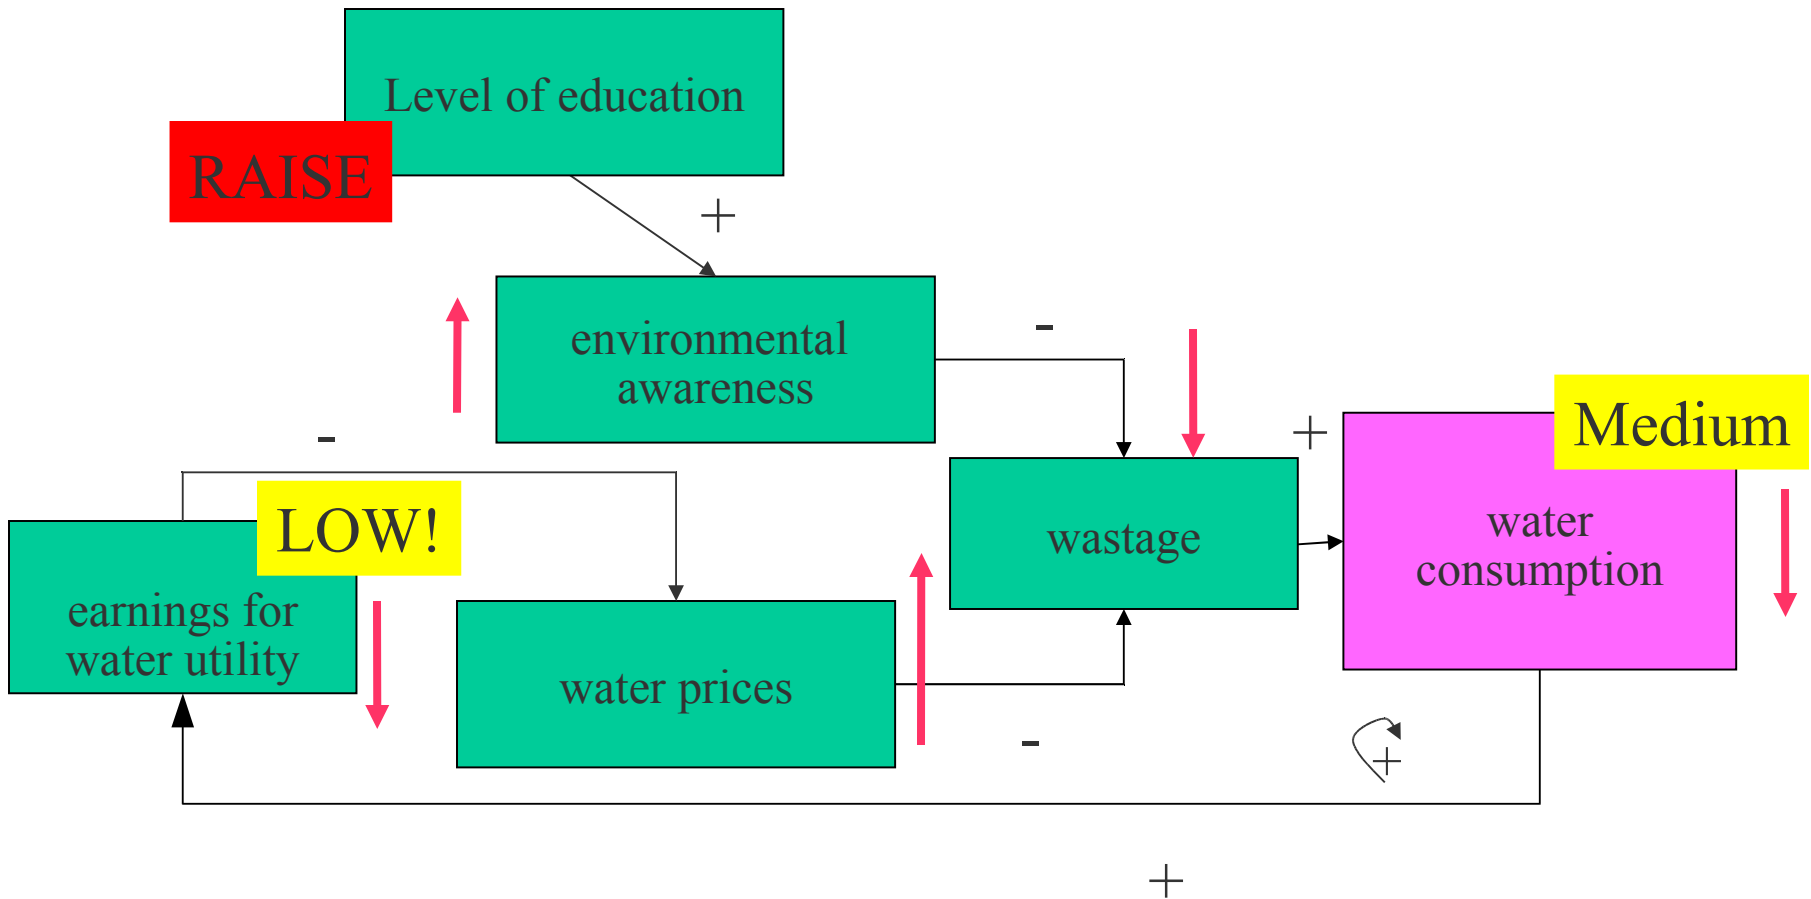 Level of education
RAISE
+
environmental
awareness
-
-
+
Medium
LOW!
wastage
water
consumption
earnings for
water utility
water prices
-
+
+